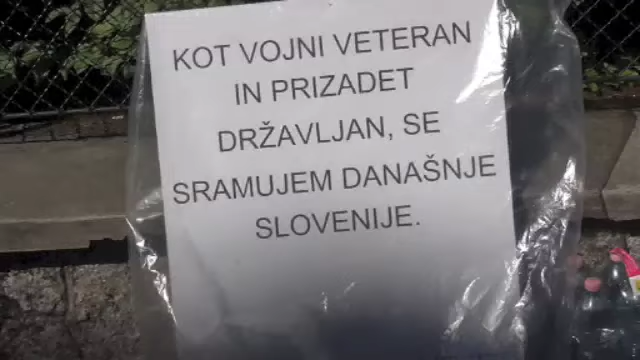 KOT VOJNI VETERAN
IN PRIZADET
DRŽAVLJAN, SE
SRAMUJEM DANAŠNJE
SLOVENIJE.